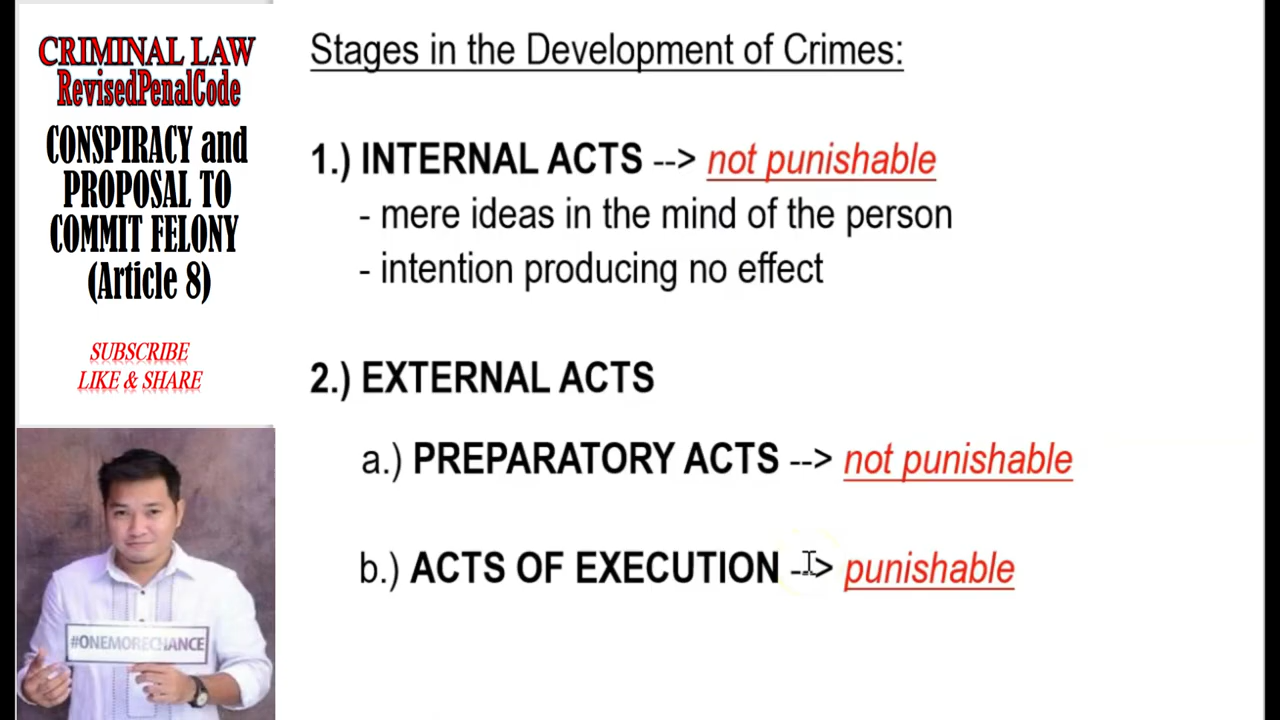 CRIMINAL LAW
RevisedPenalCode
CONSPIRACY and
PROPOSAL TO
COMMIT FELONY
(Article 8)
SUBSCRIBE
LIKE & SHARE
#ONEMORECHANCE
Stages in the Development of Crimes:
1.) INTERNAL ACTS --> not punishable
- mere ideas in the mind of the person
- intention producing no effect
2.) EXTERNAL ACTS
a.) PREPARATORY ACTS --> not punishable
b.) ACTS OF EXECUTION --> punishable